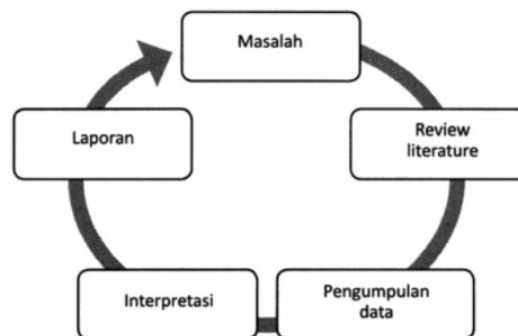 Masalah
Review
literature
Pengumpulan
data
Interpretasi
Laporan